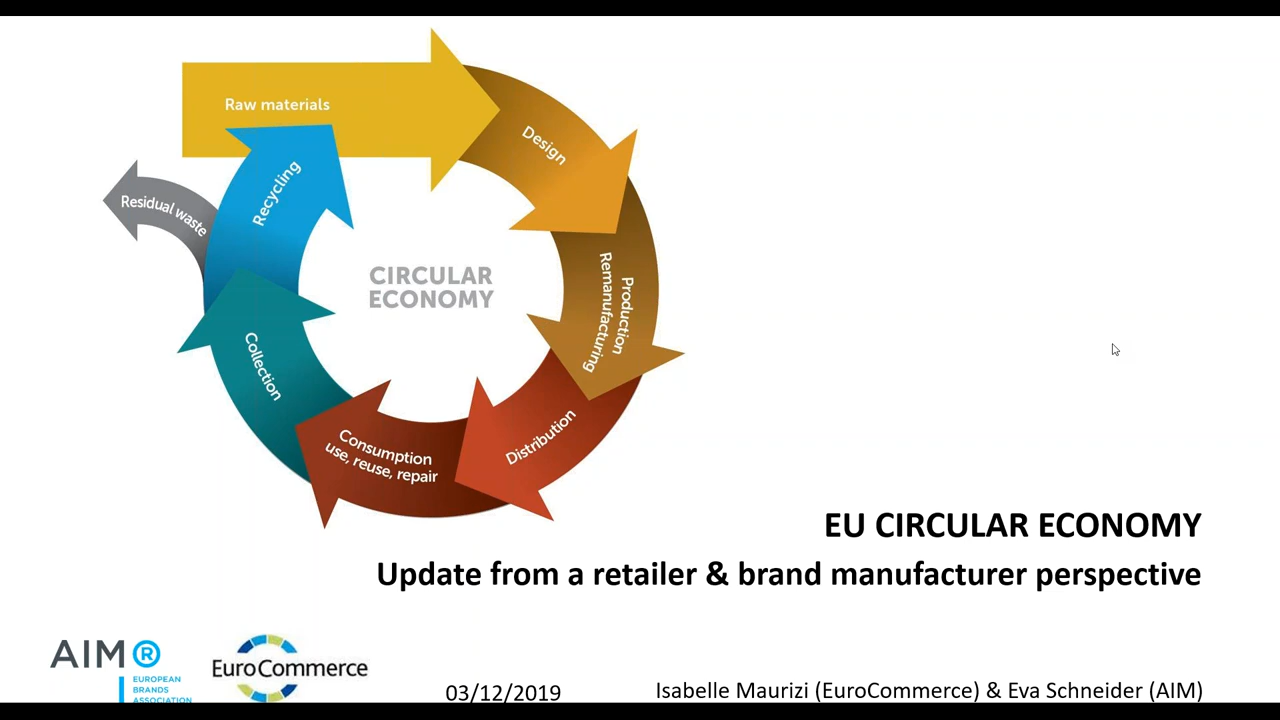 Raw materials
Design
Production
Remanufacturing
Distribution
Consumption
use, reuse, repair
Collection
Recycling
Residual waste
CIRCULAR
ECONOMY
EU CIRCULAR ECONOMY
Update from a retailer & brand manufacturer perspective
AIM®
EUROPEAN
BRANDS
ASSOCIATION
EuroCommerce
03/12/2019
Isabelle Maurizi (EuroCommerce) & Eva Schneider (AIM)